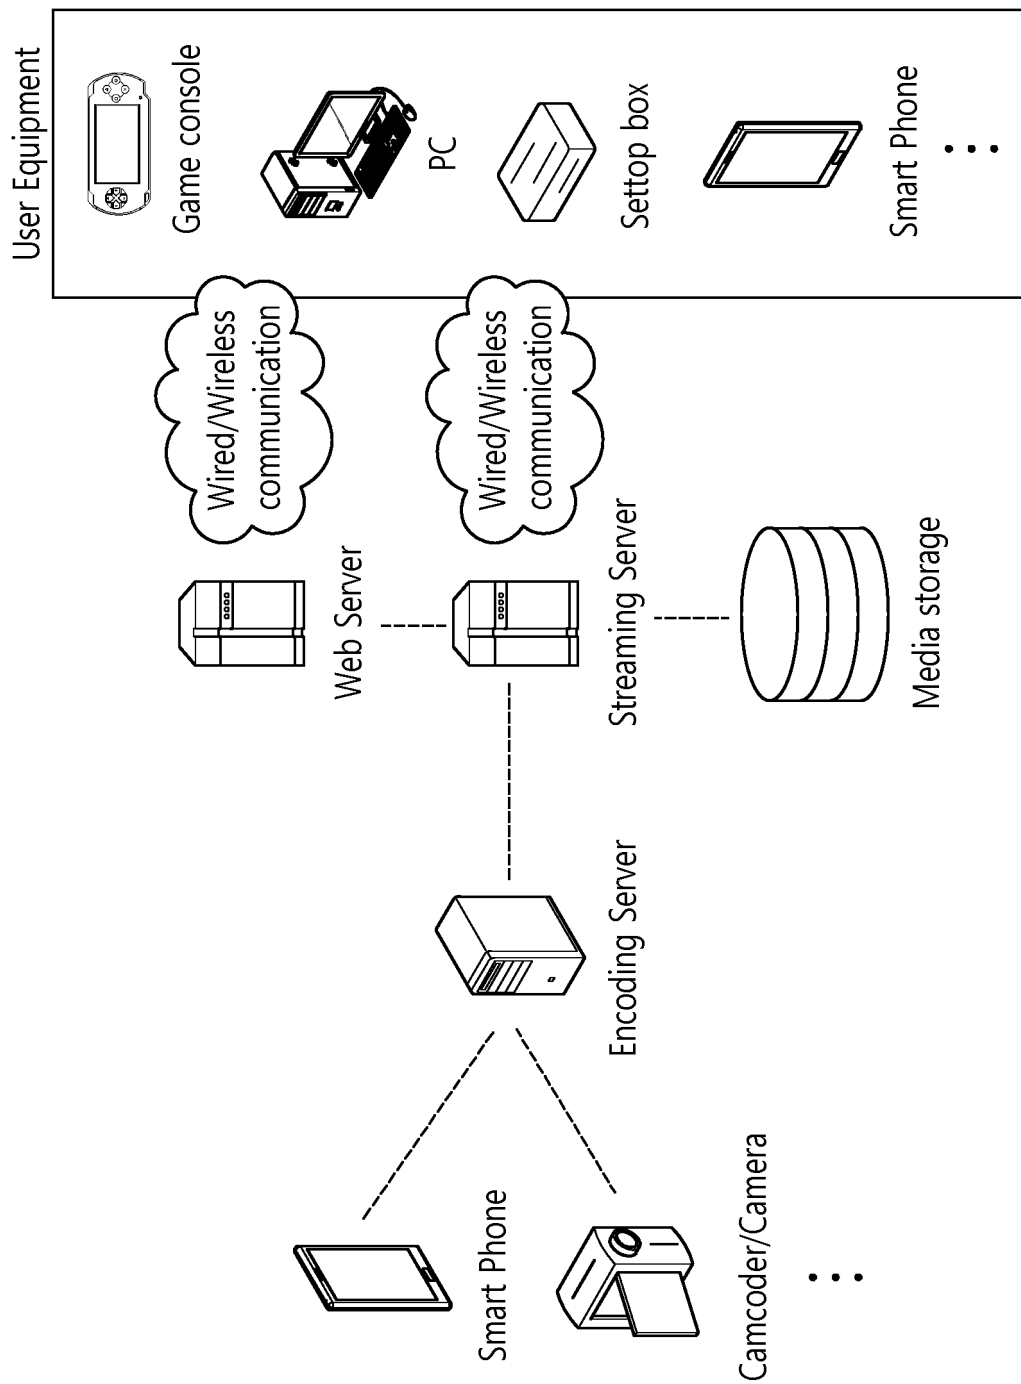 User Equipment
Game console
PC
Settop box
Smart Phone
Wired/Wireless
communication
Wired/Wireless
communication
Web Server
Streaming Server
Media storage
Encoding Server
Smart Phone
Camcoder/Camera